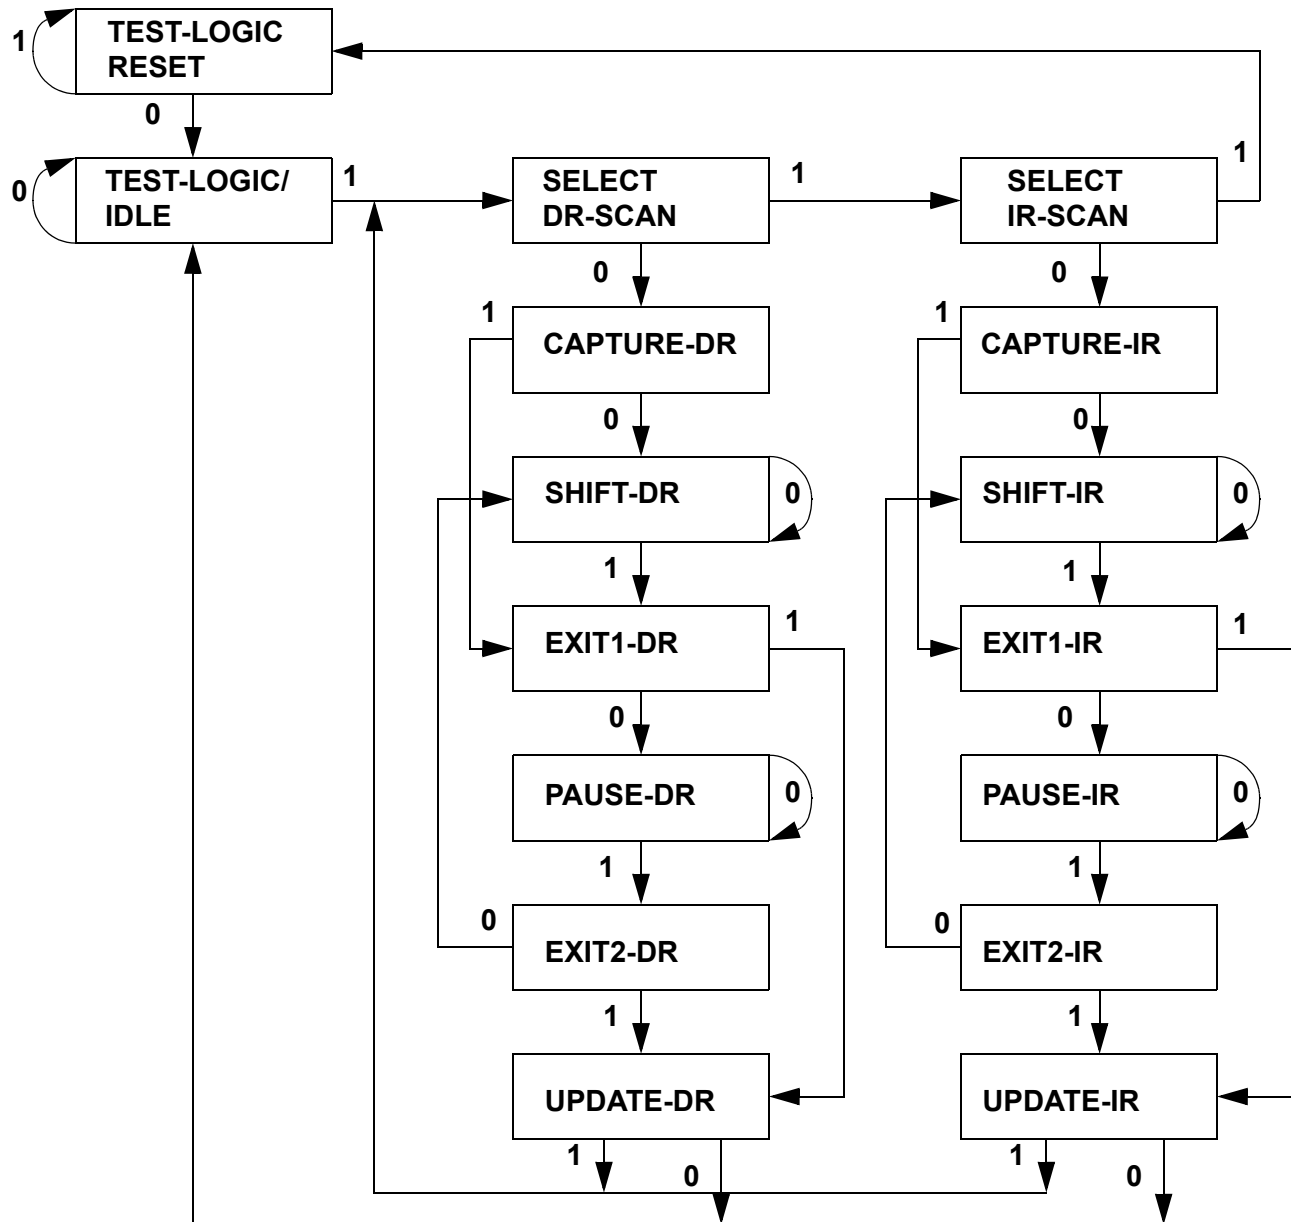 1
TEST-LOGIC
RESET
0
0
TEST-LOGIC/
IDLE
1
SELECT
DR-SCAN
1
SELECT
IR-SCAN
1
0
0
1
CAPTURE-DR
1
CAPTURE-IR
0
0
SHIFT-DR
0
SHIFT-IR
0
1
1
EXIT1-DR
1
EXIT1-IR
1
0
0
PAUSE-DR
0
PAUSE-IR
0
1
1
0
EXIT2-DR
0
EXIT2-IR
1
1
UPDATE-DR
UPDATE-IR
1
0
1
0